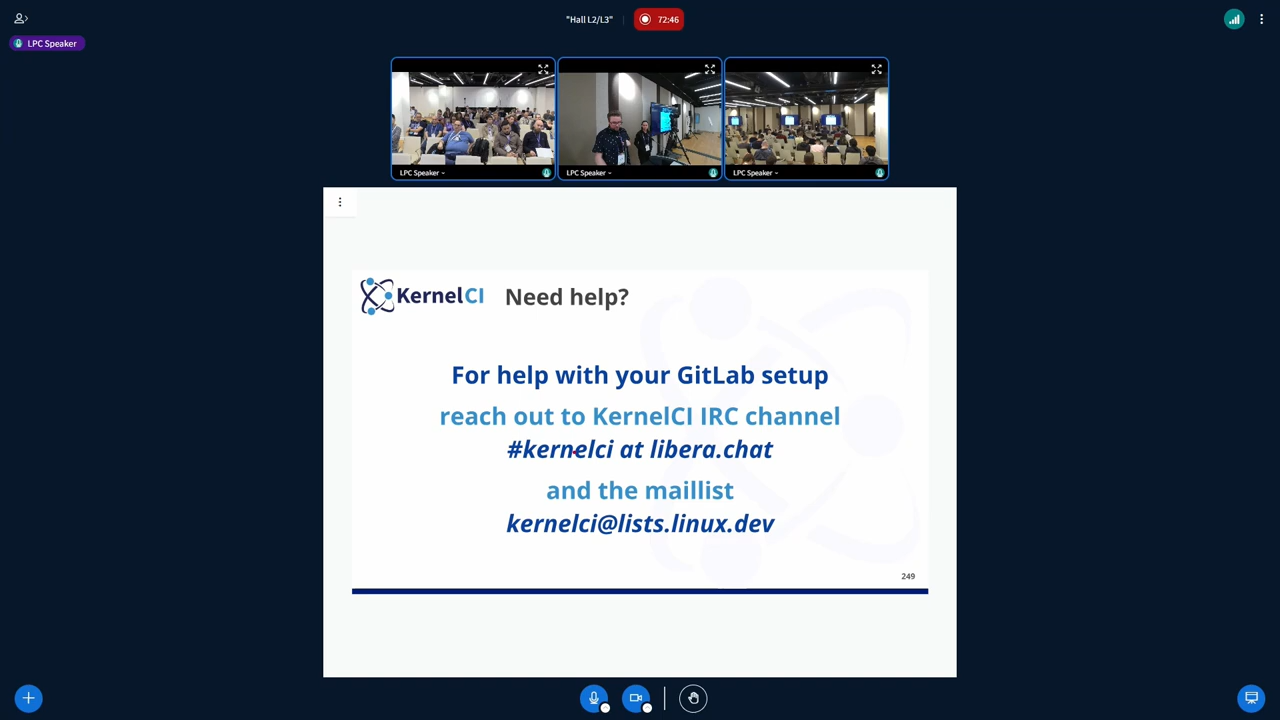 "Hall L2/L3"
72:46
LPC Speaker
LPC Speaker
LPC Speaker
LPC Speaker
KernelCI
Need help?
For help with your GitLab setup
reach out to KernelCI IRC channel
#kernelci at libera.chat
and the maillist
kernelci@lists.linux.dev
249